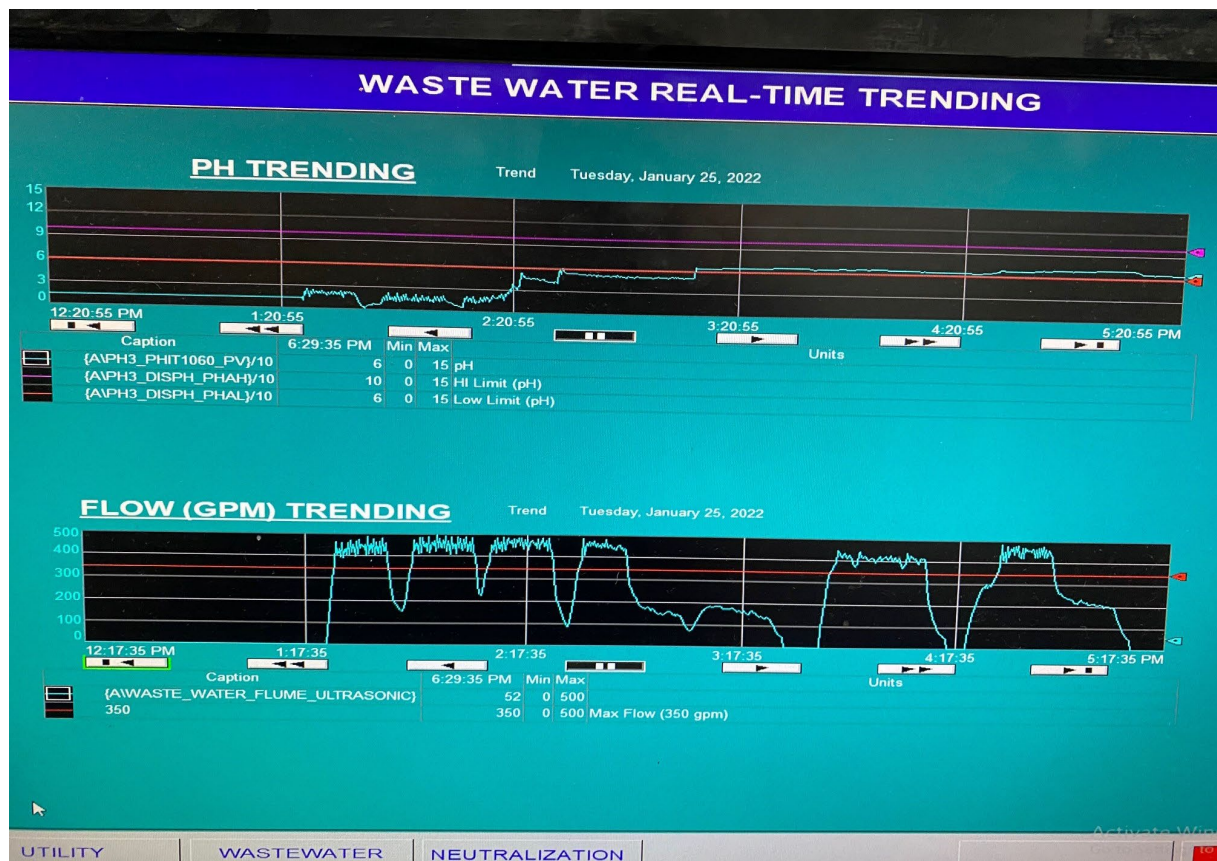 WASTE WATER REAL-TIME TRENDING
PH TRENDING Trend Tuesday, January 25, 2022
15
12
9
6
3
0
12:20:55 PM 1:20:55 2:20:55 3:20:55 4:20:55 5:20:55 PM
Caption 6:29:35 PM Min Max Units
{A\PH3_PHIT1060_PV}/10 6 0 15 pH
{A\PH3_DISPH_PHAH}/10 10 0 15 HI Limit (pH)
{A\PH3_DISPH_PHAL}/10 6 0 15 Low Limit (pH)
FLOW (GPM) TRENDING Trend Tuesday, January 25, 2022
500
400
300
200
100
0
12:17:35 PM 1:17:35 2:17:35 3:17:35 4:17:35 5:17:35 PM
Caption 6:29:35 PM Min Max Units
{A\WASTE_WATER_FLUME_ULTRASONIC} 52 0 500
350 350 0 500 Max Flow (350 gpm)
Activate Win
UTILITY WASTEWATER NEUTRALIZATION